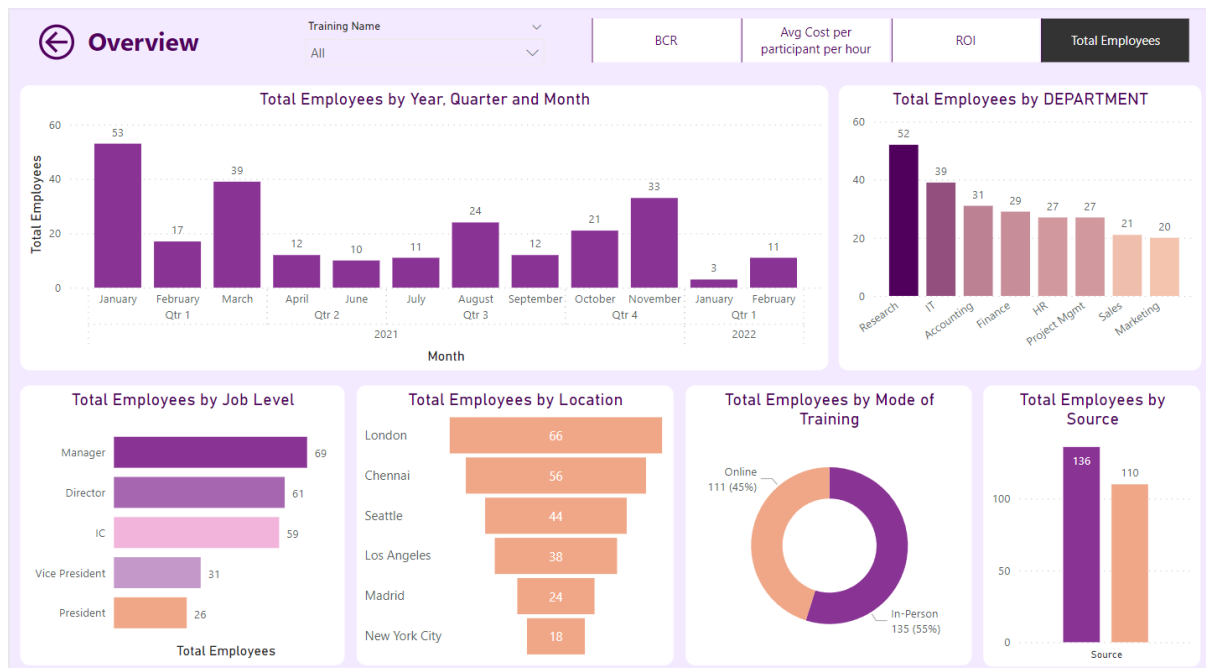 Overview
Training Name
All
BCR
Avg Cost per
participant per hour
ROI
Total Employees
Total Employees by Year, Quarter and Month
Total Employees
60
40
20
0
53
17
39
12
10
11
24
12
21
33
3
11
January February March April June July August September October November January February
Qtr 1 Qtr 2 Qtr 3 Qtr 4 Qtr 1
2021 2022
Month
Total Employees by DEPARTMENT
60
40
20
0
52
39
31
29
27
27
21
20
Research
IT
Accounting
Finance
HR
Project Mgmt
Sales
Marketing
Total Employees by Job Level
Manager 69
Director 61
IC 59
Vice President 31
President 26
Total Employees
Total Employees by Location
London 66
Chennai 56
Seattle 44
Los Angeles 38
Madrid 24
New York City 18
Total Employees by Mode of
Training
Online
111 (45%)
In-Person
135 (55%)
Total Employees by
Source
136
110
100
50
0
Source